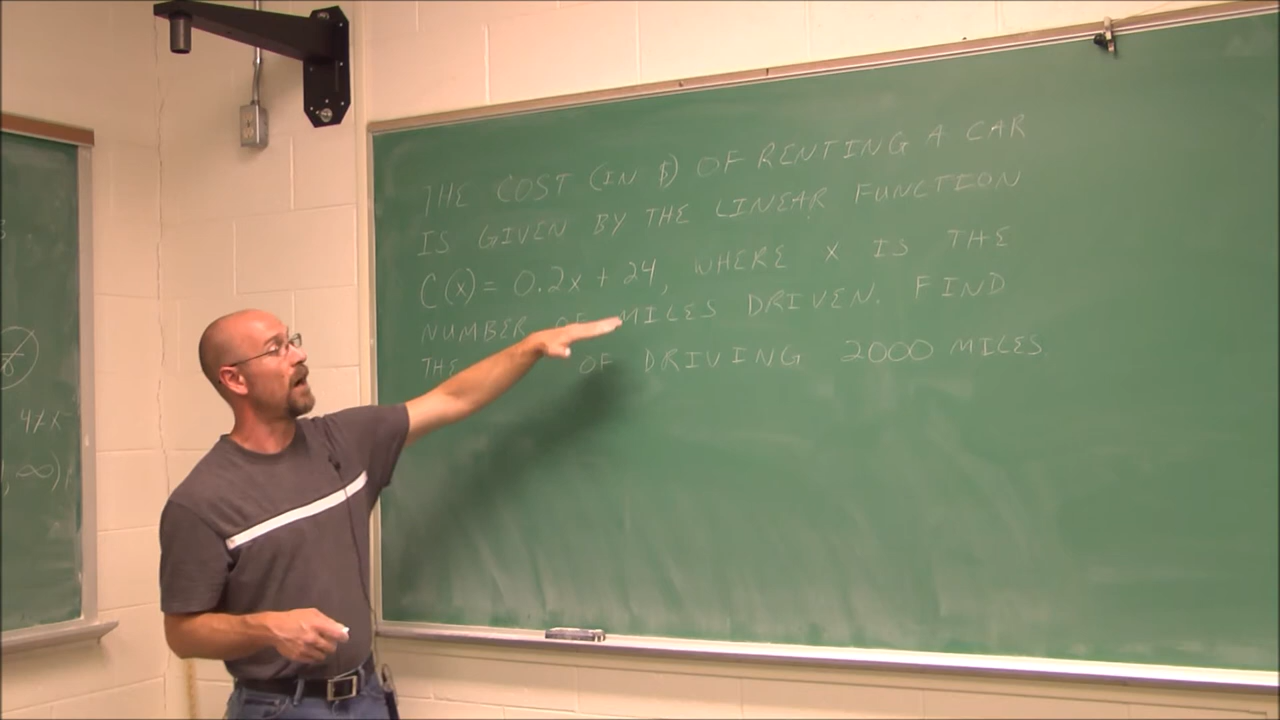 THE COST (IN $) OF RENTING A CAR
IS GIVEN BY THE LINEAR FUNCTION
C(x) = 0.2x + 24, WHERE X IS THE
NUMBER OF MILES DRIVEN. FIND
THE OF DRIVING 2000 MILES.